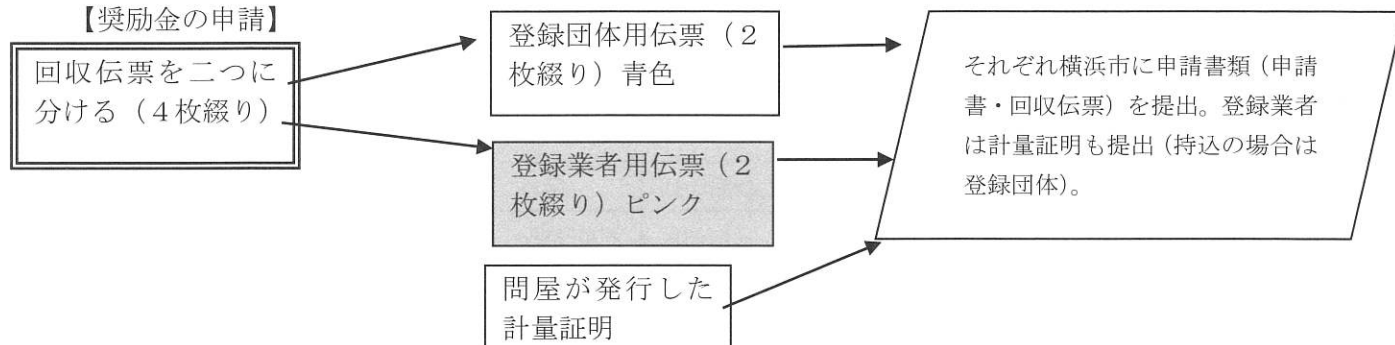 【奨励金の申請】
回収伝票を二つに
分ける（４枚綴り）
登録団体用伝票（２
枚綴り）青色
登録業者用伝票（２
枚綴り）ピンク
問屋が発行した
計量証明
それぞれ横浜市に申請書類（申請
書・回収伝票）を提出。登録業者
は計量証明も提出（持込の場合は
登録団体）。